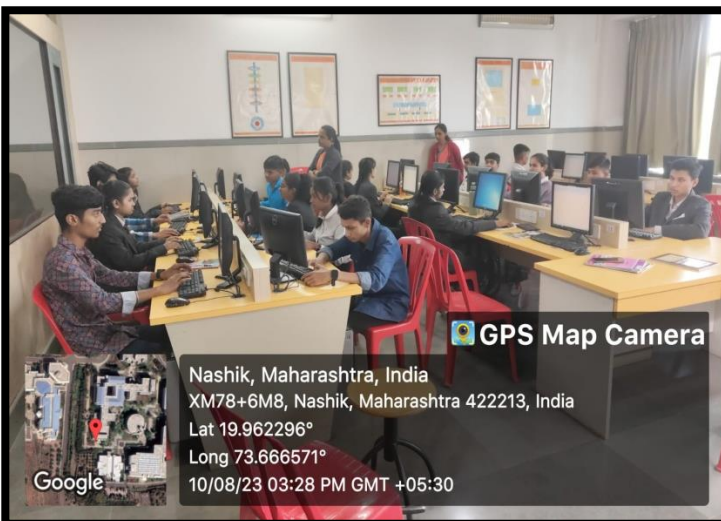 GPS Map Camera
Nashik, Maharashtra, India
XM78+6M8, Nashik, Maharashtra 422213, India
Lat 19.962296°
Long 73.666571°
10/08/23 03:28 PM GMT +05:30
Google